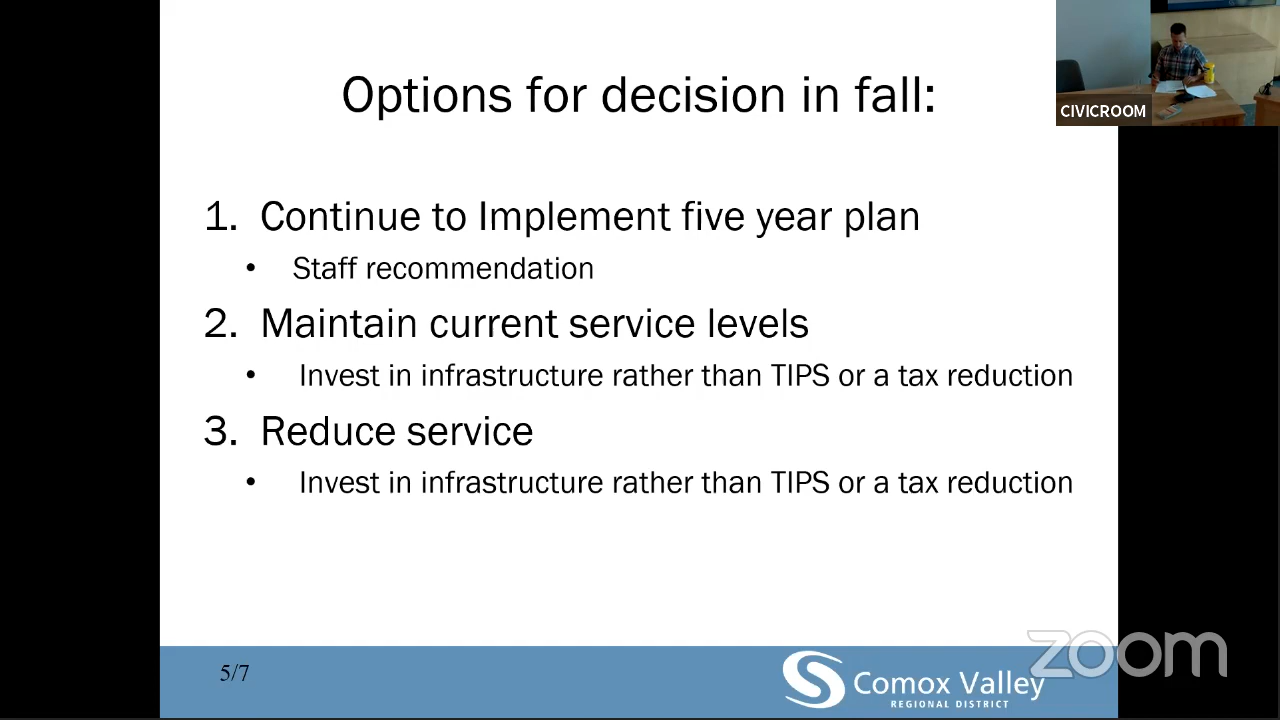 Options for decision in fall:
CIVICROOM
1. Continue to Implement five year plan
• Staff recommendation
2. Maintain current service levels
• Invest in infrastructure rather than TIPS or a tax reduction
3. Reduce service
• Invest in infrastructure rather than TIPS or a tax reduction
zoom
5/7
Comox Valley
REGIONAL DISTRICT